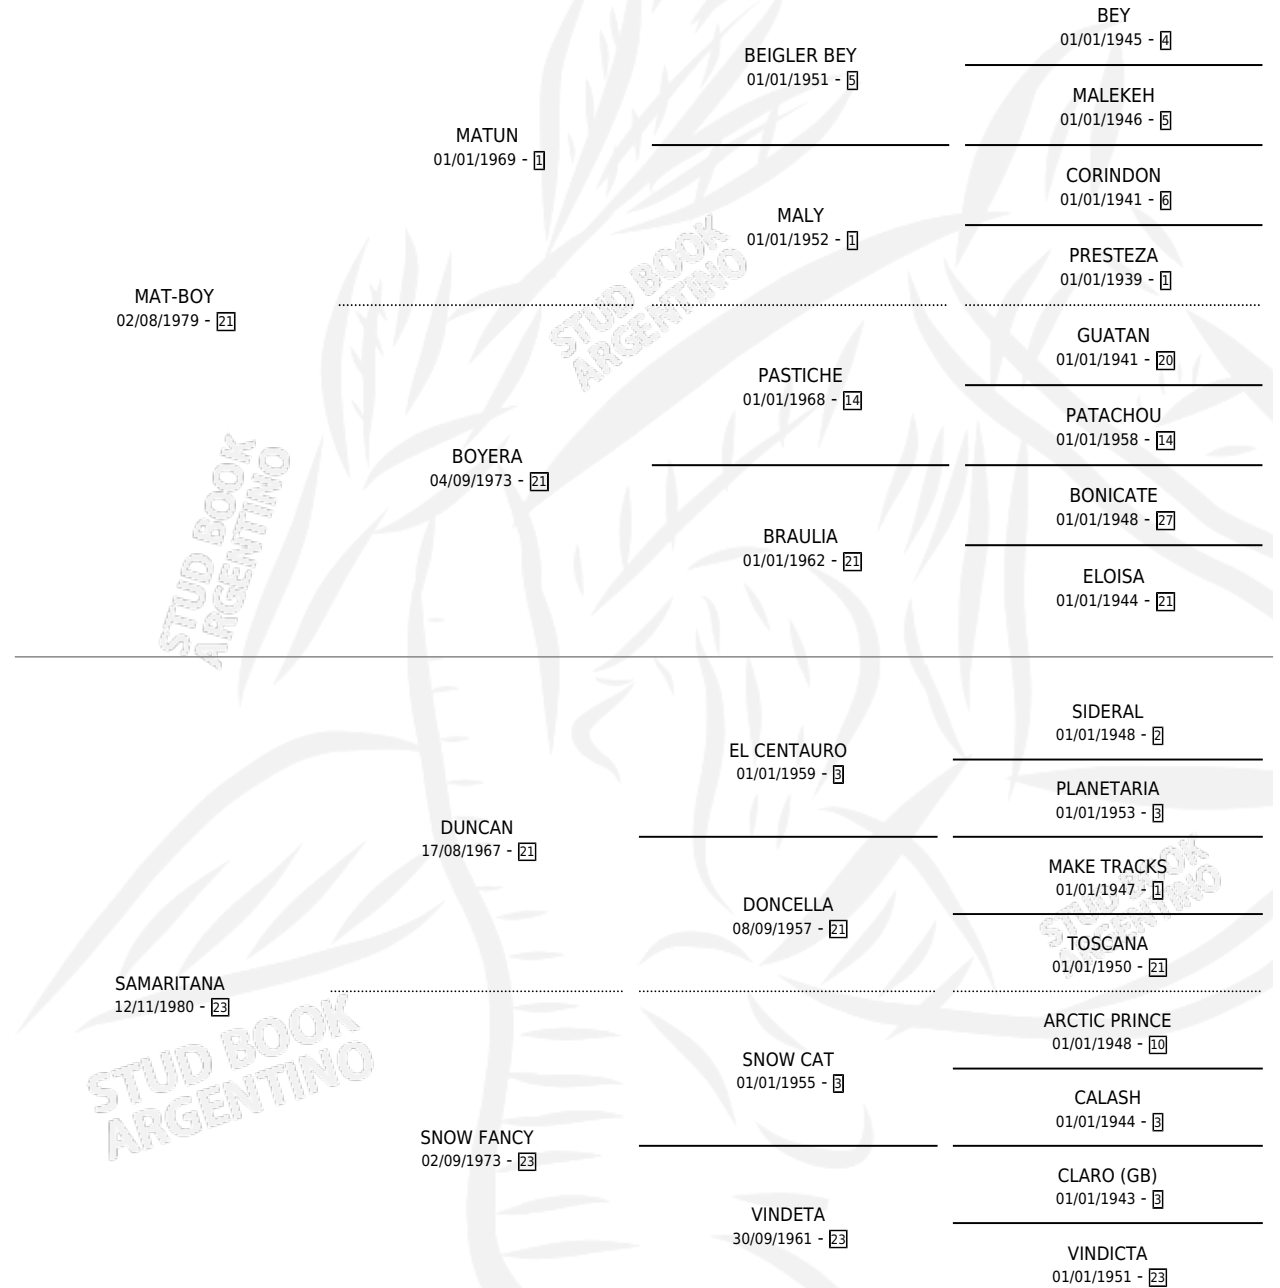 BEY
01/01/1945 - 4
BEIGLER BEY
01/01/1951 - 5
MALEKEH
01/01/1946 - 5
MATUN
01/01/1969 - 1
CORINDON
01/01/1941 - 6
MALY
01/01/1952 - 1
PRESTEZA
01/01/1939 - 1
MAT-BOY
02/08/1979 - 21
GUATAN
01/01/1941 - 20
PASTICHE
01/01/1968 - 14
PATACHOU
01/01/1958 - 14
BOYERA
04/09/1973 - 21
BONICATE
01/01/1948 - 27
BRAULIA
01/01/1962 - 21
ELOISA
01/01/1944 - 21
SIDERAL
01/01/1948 - 2
EL CENTAURO
01/01/1959 - 3
PLANETARIA
01/01/1953 - 3
DUNCAN
17/08/1967 - 21
MAKE TRACKS
01/01/1947 - 1
DONCELLA
08/09/1957 - 21
TOSCANA
01/01/1950 - 21
SAMARITANA
12/11/1980 - 23
ARCTIC PRINCE
01/01/1948 - 10
SNOW CAT
01/01/1955 - 3
CALASH
01/01/1944 - 3
SNOW FANCY
02/09/1973 - 23
CLARO (GB)
01/01/1943 - 3
VINDETA
30/09/1961 - 23
VINDICTA
01/01/1951 - 23
STUD BOOK
ARGENTINO
STUD BOOK
ARGENTINO
STUD BOOK
ARGENTINO
STUD BOOK
ARGENTINO